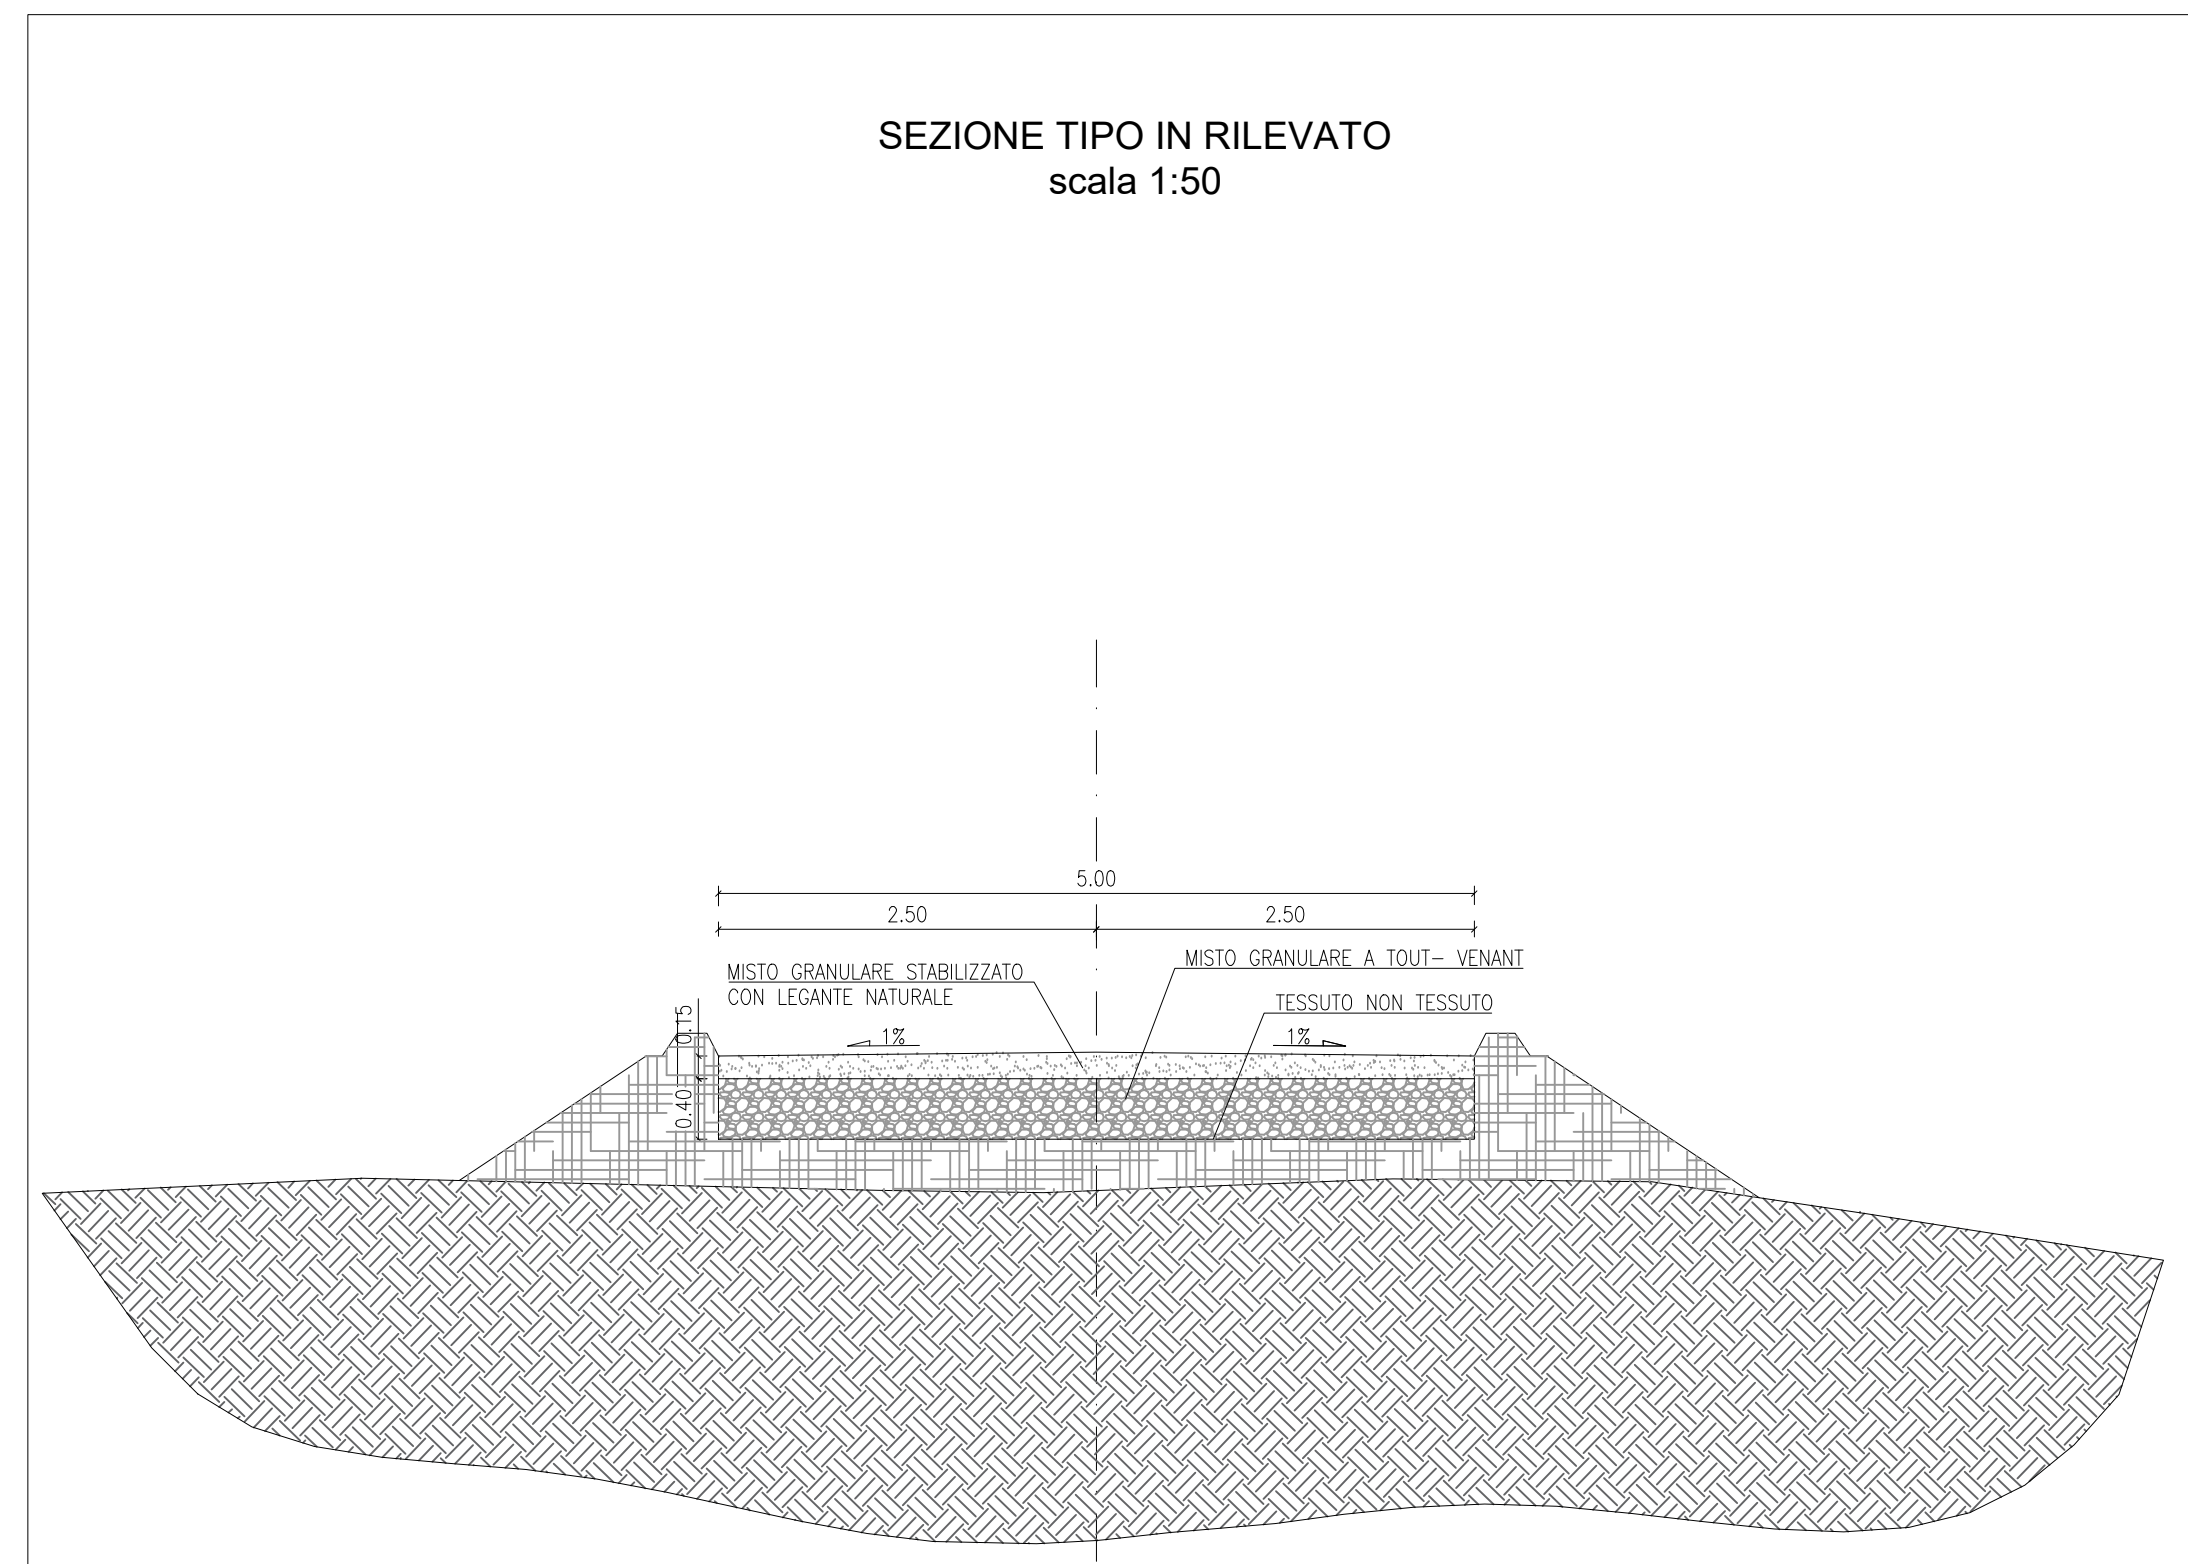 SEZIONE TIPO IN RILEVATO
scala 1:50
5.00
2.50
2.50
MISTO GRANULARE A TOUT- VENANT
MISTO GRANULARE STABILIZZATO
CON LEGANTE NATURALE
TESSUTO NON TESSUTO
0.15
1%
1%
0.40